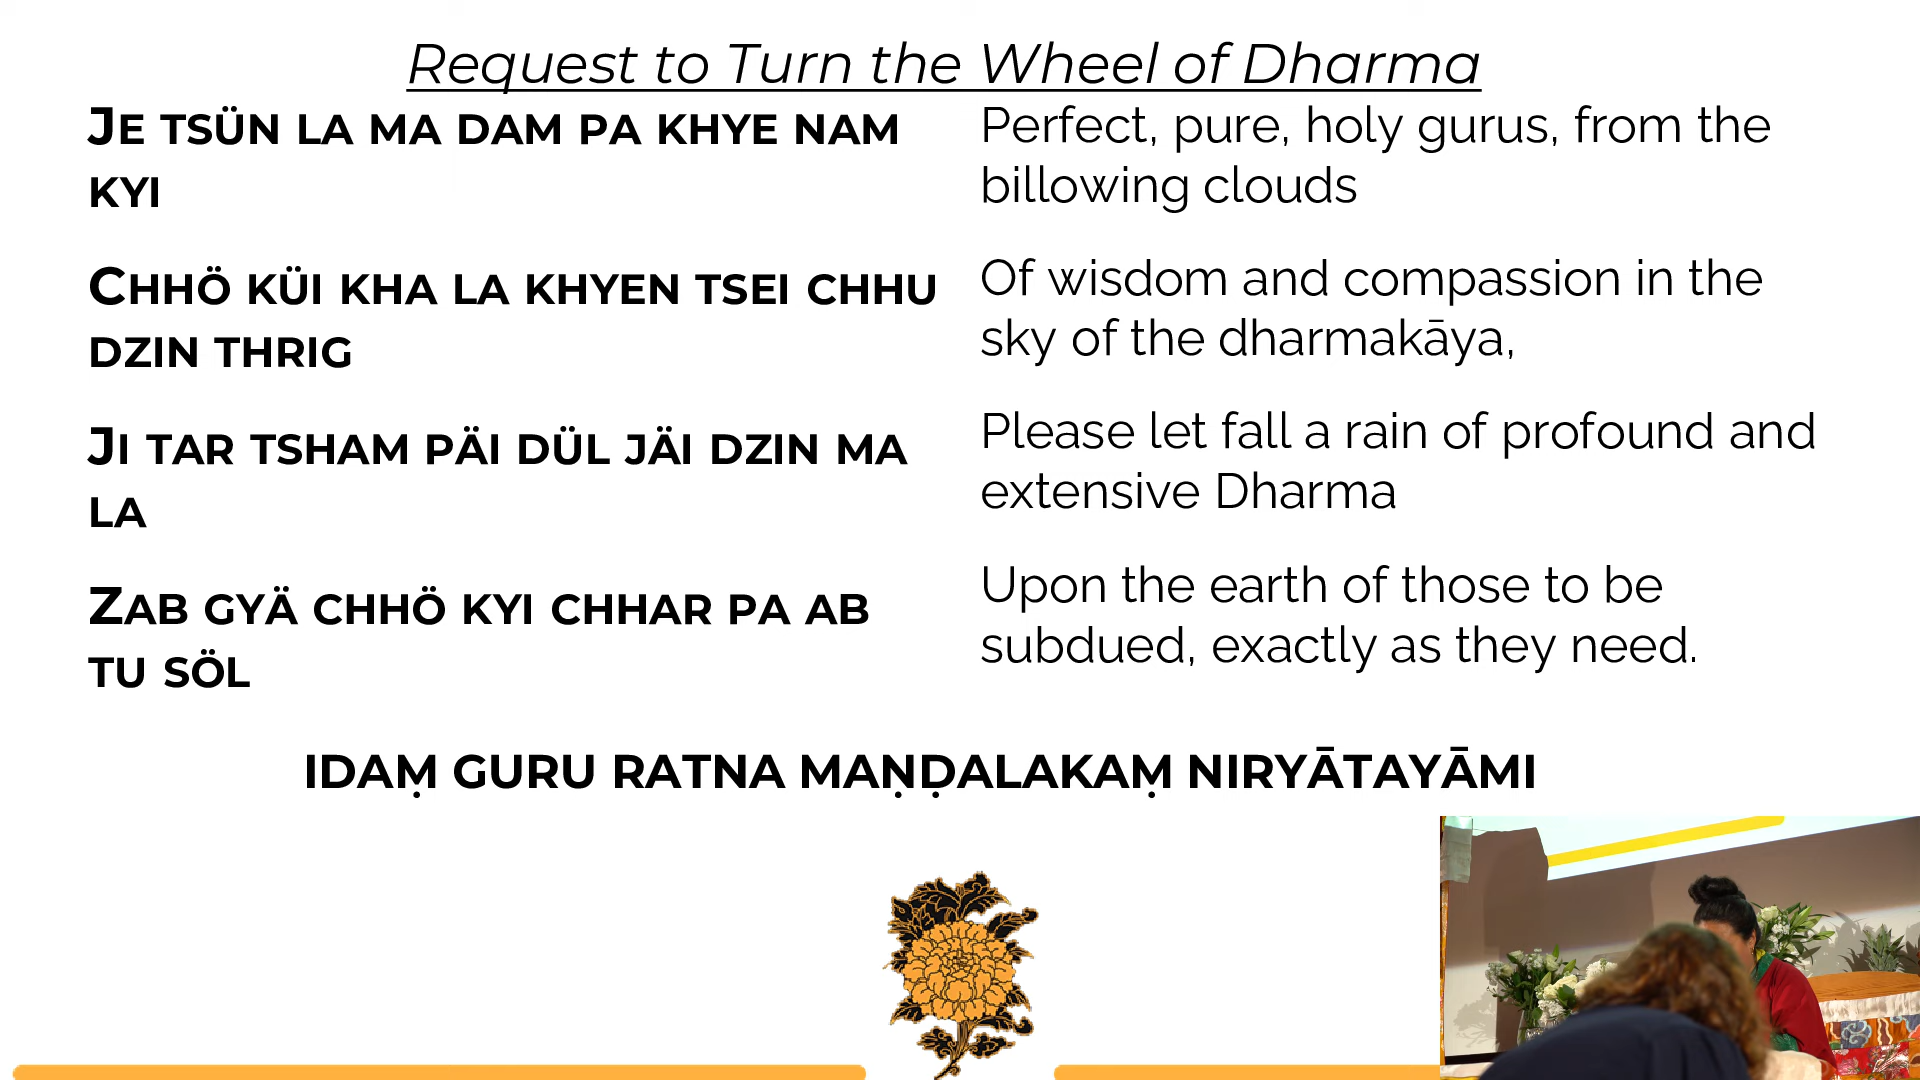 Request to Turn the Wheel of Dharma
JE TSÜN LA MA DAM PA KHYE NAM
KYI
CHHÖ KÜI KHA LA KHYEN TSEI CHHU
DZIN THRIG
JI TAR TSHAM PÄI DÜL JÄI DZIN MA
LA
ZAB GYÄ CHHÖ KYI CHHAR PA AB
TU SÖL
Perfect, pure, holy gurus, from the
billowing clouds
Of wisdom and compassion in the
sky of the dharmakāya,
Please let fall a rain of profound and
extensive Dharma
Upon the earth of those to be
subdued, exactly as they need.
IDAṂ GURU RATNA MAṆḌALAKAṂ NIRYĀTAYĀMI